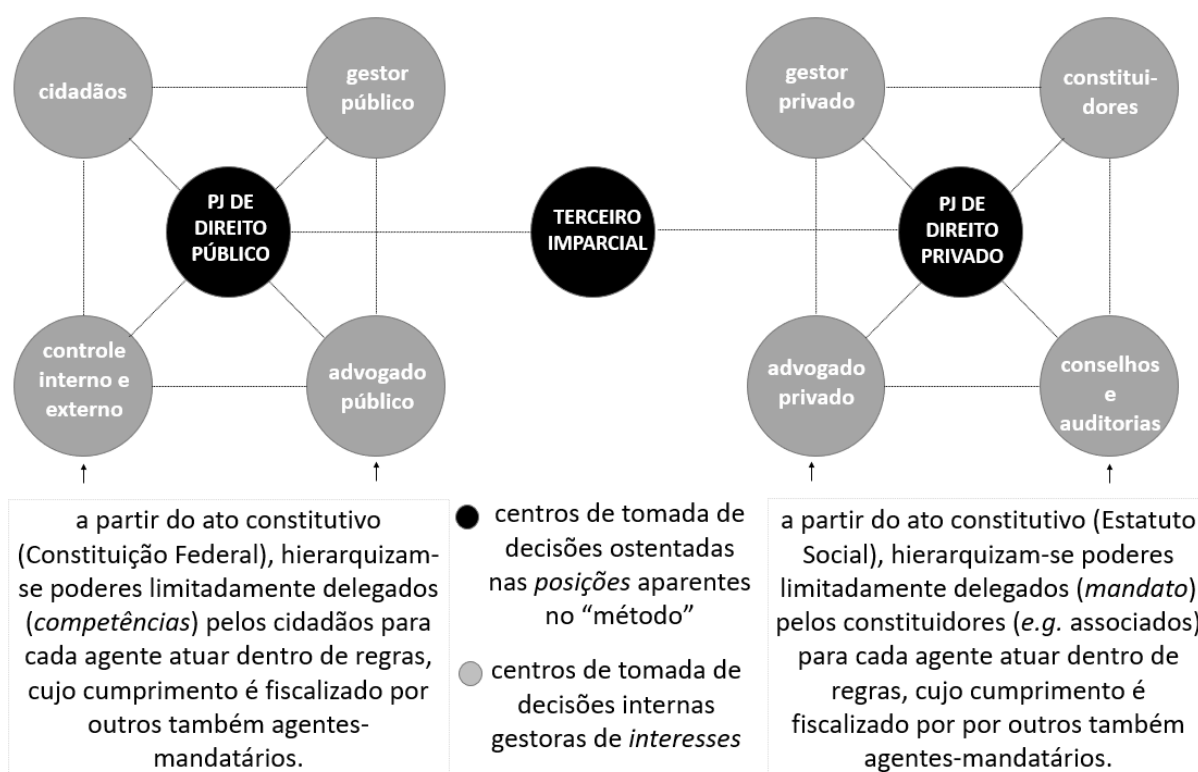 cidadãos
gestor
público
gestor
privado
constitui-
dores
PJ DE
DIREITO
PÚBLICO
TERCEIRO
IMPARCIAL
PJ DE
DIREITO
PRIVADO
controle
interno e
externo
advogado
público
advogado
privado
conselhos
e
auditorias
a partir do ato constitutivo
(Constituição Federal), hierarquizam-
se poderes limitadamente delegados
(competências) pelos cidadãos para
cada agente atuar dentro de regras,
cujo cumprimento é fiscalizado por
outros também agentes-
mandatários.
centros de tomada de
decisões ostentadas
nas posições aparentes
no “método”
centros de tomada de
decisões internas
gestoras de interesses
a partir do ato constitutivo (Estatuto
Social), hierarquizam-se poderes
limitadamente delegados (mandato)
pelos constituidores (e.g. associados)
para cada agente atuar dentro de
regras, cujo cumprimento é
fiscalizado por por outros também
agentes-mandatários.